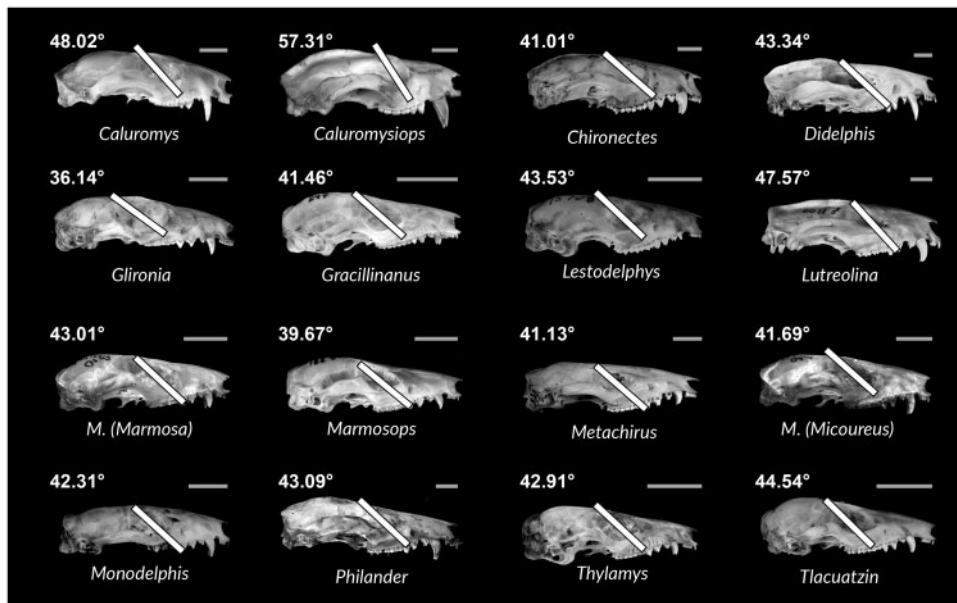 48.02° 57.31° 41.01° 43.34°
Caluromys Caluromysiops Chironectes Didelphis
36.14° 41.46° 43.53° 47.57°
Glironia Gracillinanus Lestodelphys Lutreolina
43.01° 39.67° 41.13° 41.69°
M. (Marmosa) Marmosops Metachirus M. (Micoureus)
42.31° 43.09° 42.91° 44.54°
Monodelphis Philander Thylamys Tlacuatzin